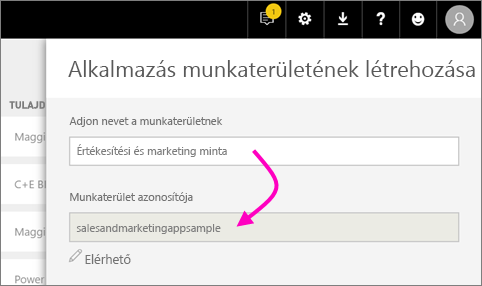 1
?
Alkalmazás munkaterületének létrehozása
TULAJD
Adjon nevet a munkaterületnek
Maggi
Értékesítési és marketing minta
C+E BI
Munkaterület azonosítója
Maggi
salesandmarketingappsample
Elérhető
Power